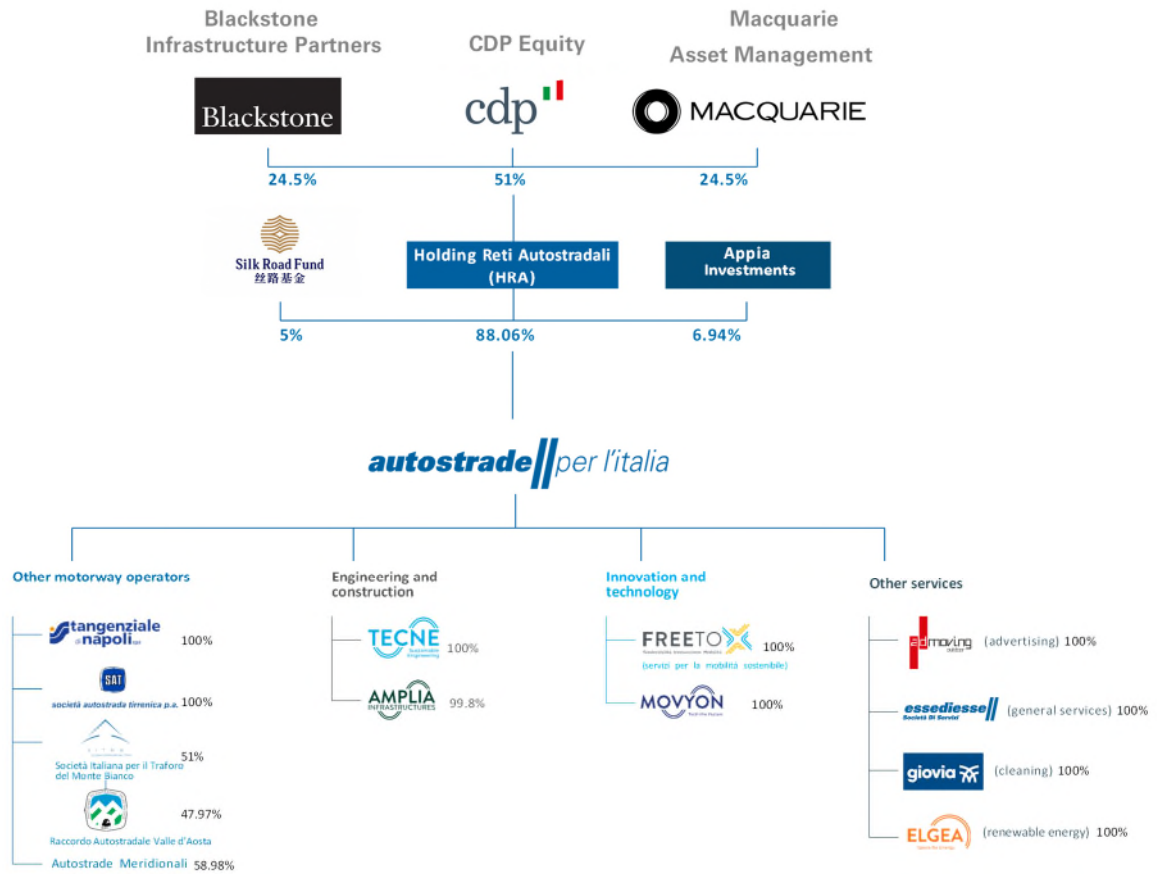 Blackstone
Infrastructure Partners
CDP Equity
Macquarie
Asset Management
Blackstone
cdp
MACQUARIE
24.5%
51%
24.5%
Silk Road Fund
丝路基金
Holding Reti Autostradali
(HRA)
Appia
Investments
5%
88.06%
6.94%
autostrade per l'italia
Other motorway operators
tangenziale
di napoli
100%
SAT
società autostrada tirrenica p.a.
100%
51%
Società Italiana per il Traforo
del Monte Bianco
47.97%
Raccordo Autostradale Valle d'Aosta
Autostrade Meridionali 58.98%
Engineering and
construction
TECNE
100%
AMPLIA
INFRASTRUCTURES
99.8%
Innovation and
technology
FREETO X
100%
(servizi per la mobilità sostenibile)
MOVYON
100%
Other services
admoving
(advertising) 100%
essediesse
Società Di Servizi
(general services) 100%
giovia
(cleaning) 100%
ELGEA
(renewable energy) 100%